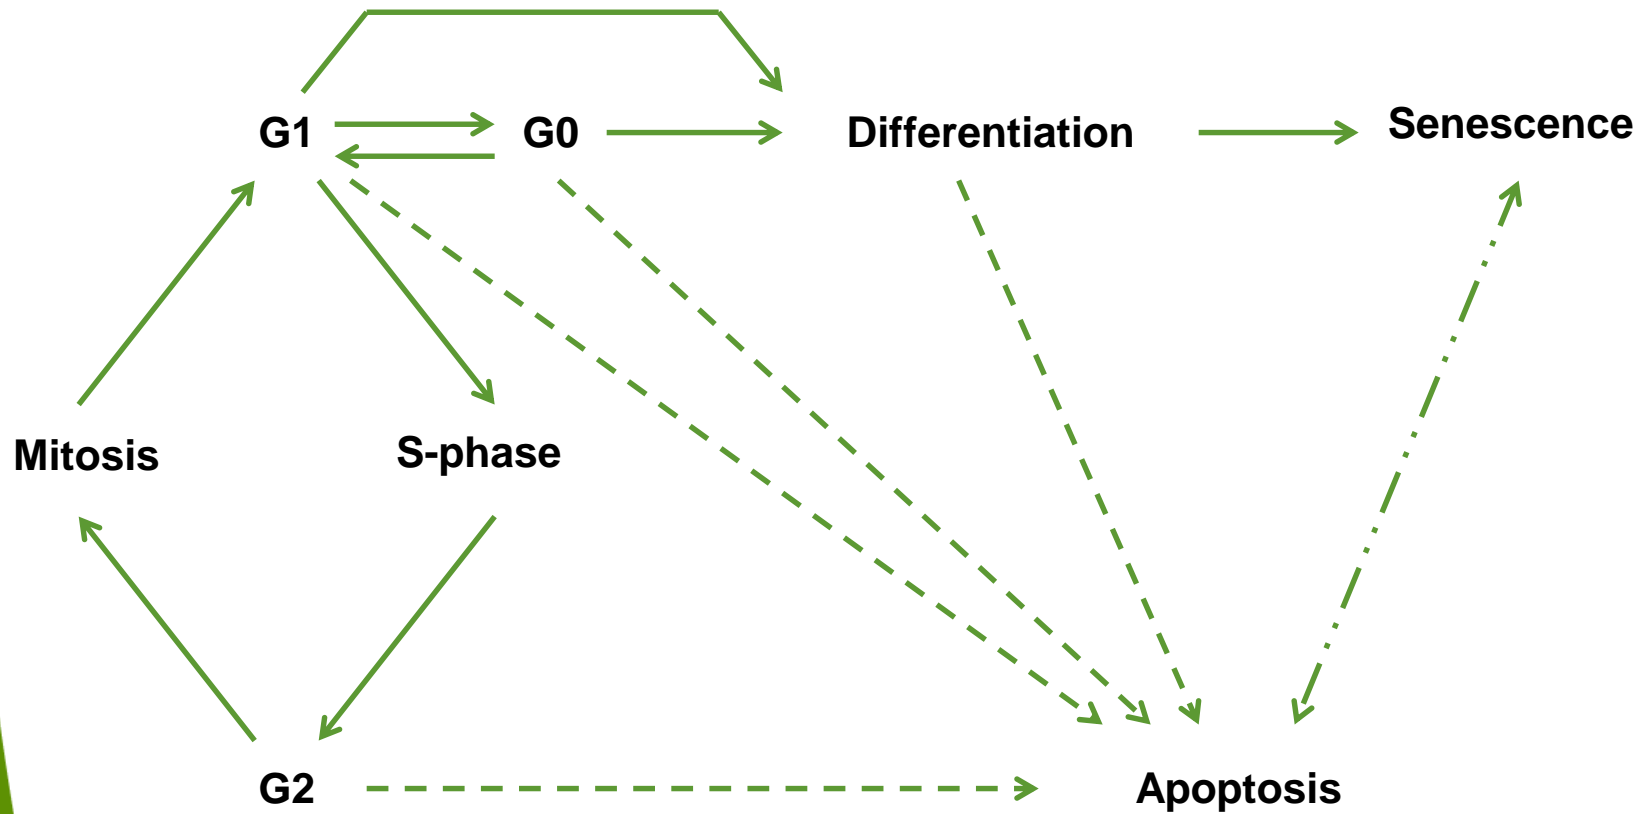 G1
G0
Differentiation
Senescence
Mitosis
S-phase
G2
Apoptosis